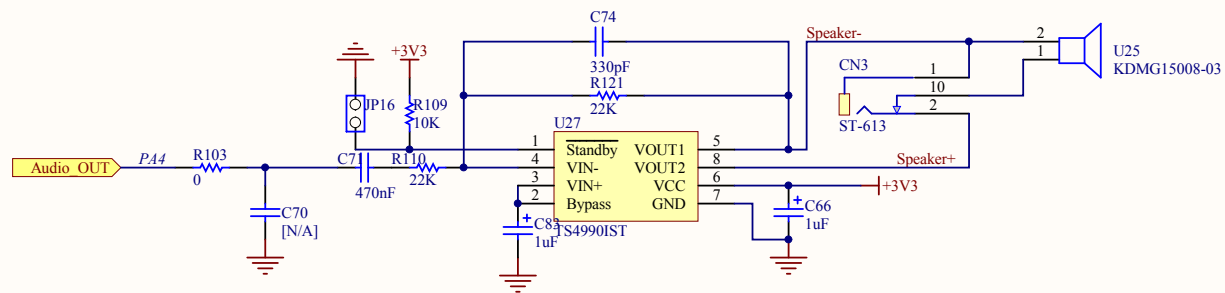 C74
330pF
R121
22K
+3V3
JP16
R109
10K
Speaker-
2
1
U25
KDMG15008-03
CN3
1
10
2
ST-613
U27
Audio_OUT
PA4
R103
0
C70
[N/A]
C71
470nF
R110
22K
1
4
3
2
Standby
VIN-
VIN+
Bypass
VOUT1
VOUT2
VCC
GND
5
8
6
7
Speaker+
+3V3
C83
1uF
TS4990IST
C66
1uF